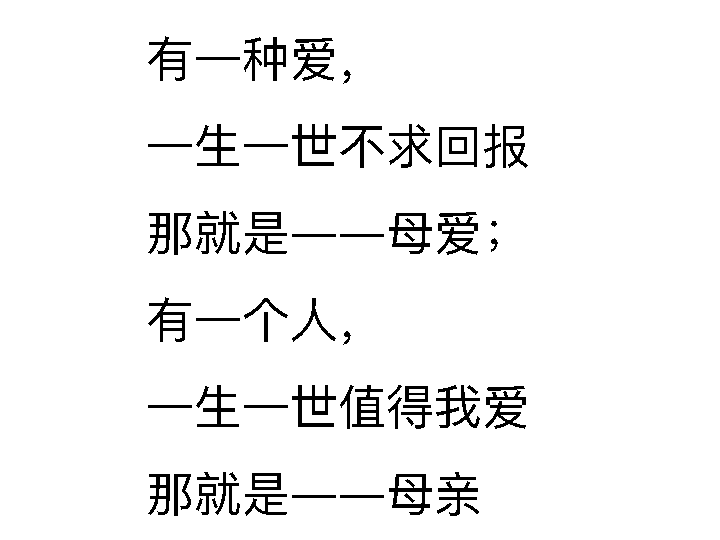 有一种爱，
一生一世不求回报
那就是——母爱；
有一个人，
一生一世值得我爱
那就是——母亲